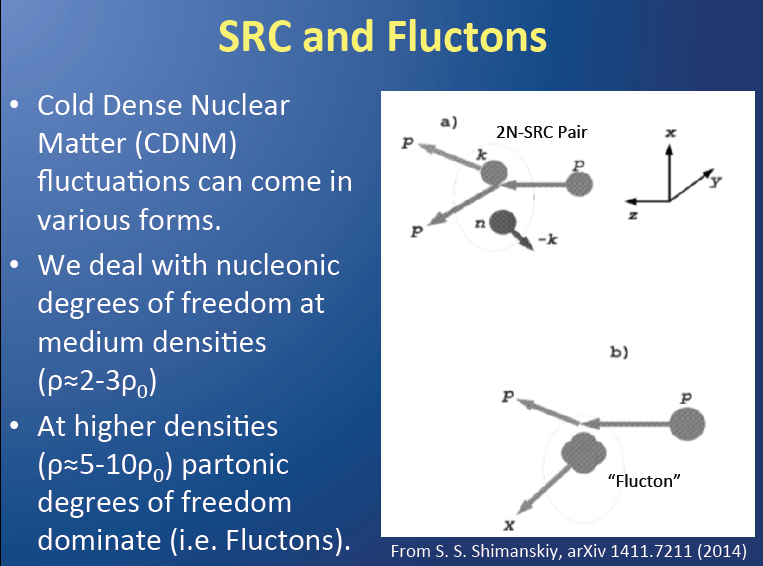 SRC and Fluctons
• Cold Dense Nuclear
Matter (CDNM)
fluctuations can come in
various forms.
• We deal with nucleonic
degrees of freedom at
medium densities
(ρ≈2-3ρ₀)
• At higher densities
(ρ≈5-10ρ₀) partonic
degrees of freedom
dominate (i.e. Fluctons).
a)
2N-SRC Pair
p
k
p
p
n
-k
x
y
z
b)
p
p
"Flucton"
x
From S. S. Shimanskiy, arXiv 1411.7211 (2014)